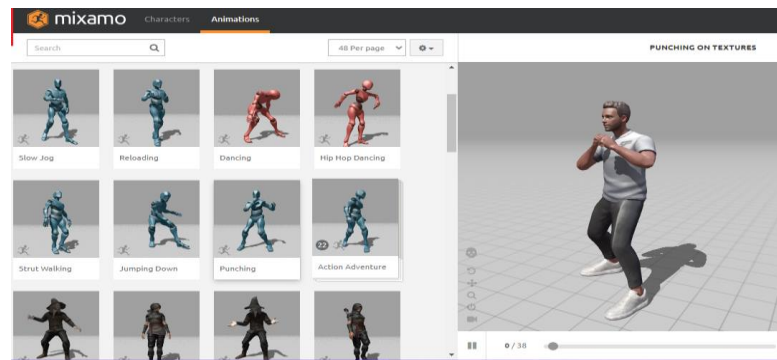 mixamo Characters Animations
Search 48 Per page
PUNCHING ON TEXTURES
Slow Jog Reloading Dancing Hip Hop Dancing
Strut Walking Jumping Down Punching Action Adventure
22
0 / 38